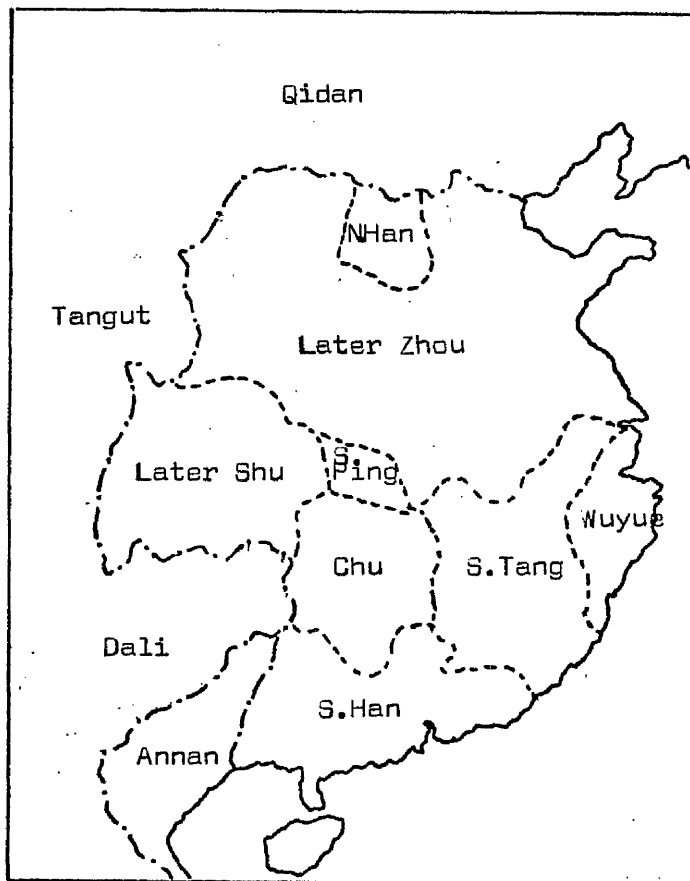 Qidan
NHan
Tangut
Later Zhou
Later Shu
S.
Ping
Wuyue
Chu
S.Tang
Dali
S.Han
Annan